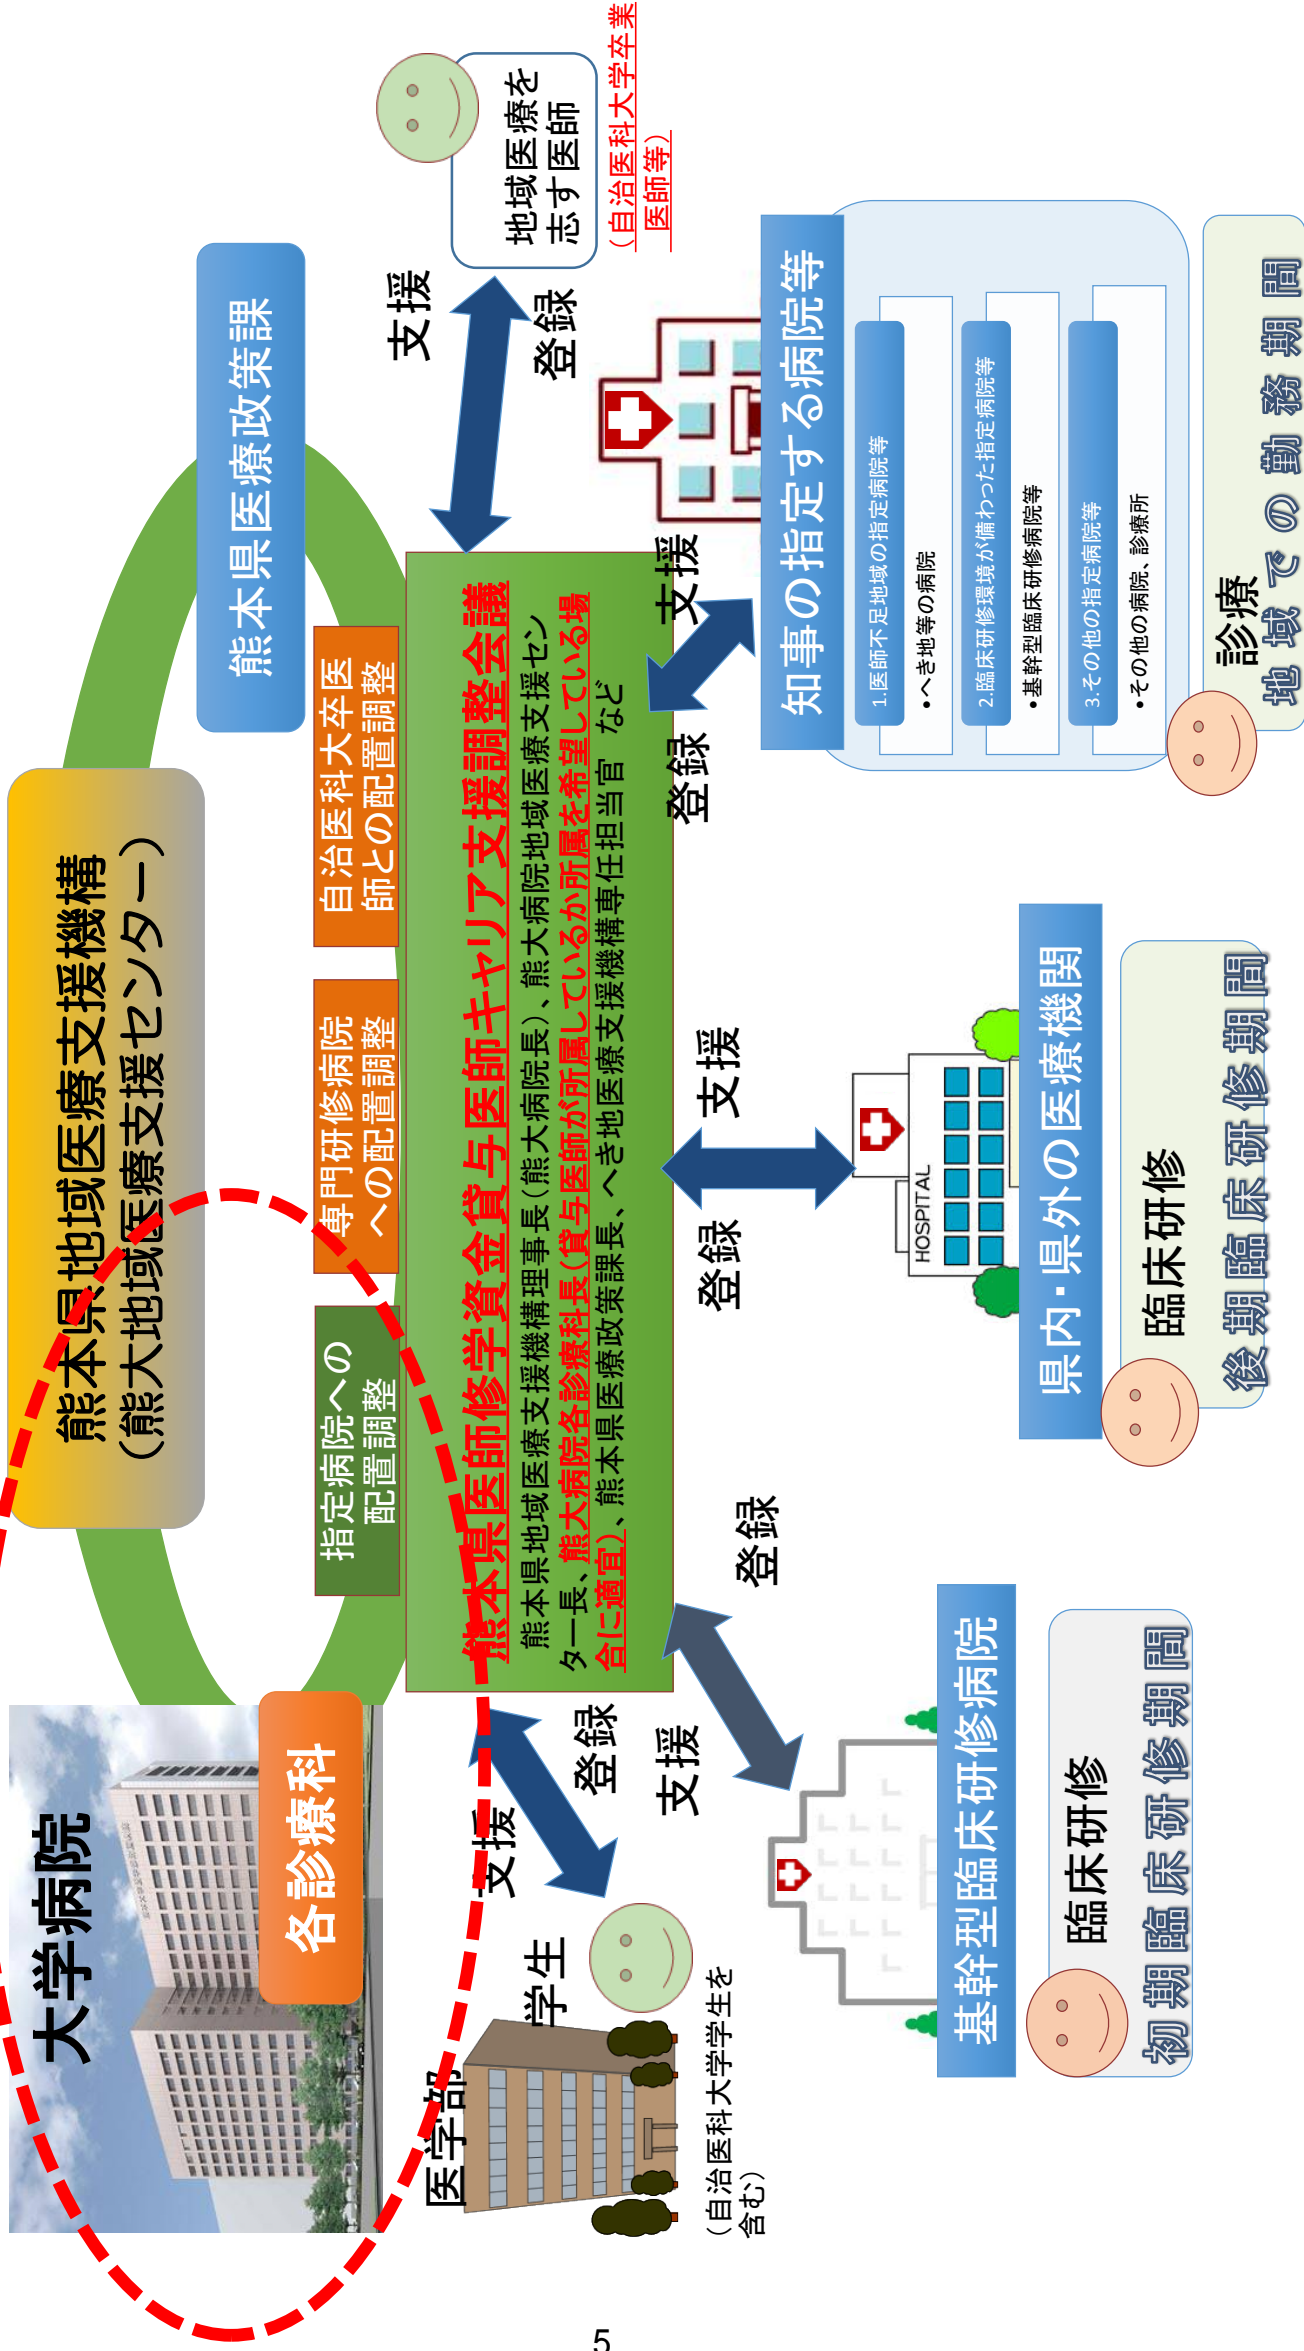 大学病院
各診療科
熊本県地域医療支援機構
（熊大地域医療支援センター）
熊本県医療政策課
指定病院への
配置調整
専門研修病院
への配置調整
自治医科大卒医
師との配置調整
熊本県医師修学資金貸与医師キャリア支援調整会議
熊本県地域医療支援機構理事長（熊大病院長）、熊大病院地域医療支援セン
ター長、熊大病院各診療科長（貸与医師が所属しているか所属を希望している場
合に適宜）、熊本県医療政策課長、へき地医療支援機構専任担当官　など
支援
登録
地域医療を
志す医師
（自治医科大学卒業
医師等）
医学部
学生
（自治医科大学学生を
含む）
支援
登録
支援
登録
登録
支援
登録
支援
基幹型臨床研修病院
臨床研修
初期臨床研修期間
HOSPITAL
県内・県外の医療機関
臨床研修
後期臨床研修期間
知事の指定する病院等
1.医師不足地域の指定病院等
・へき地等の病院
2.臨床研修環境が備わった指定病院等
・基幹型臨床研修病院等
3.その他の指定病院等
・その他の病院、診療所
診療
地域での勤務期間
5